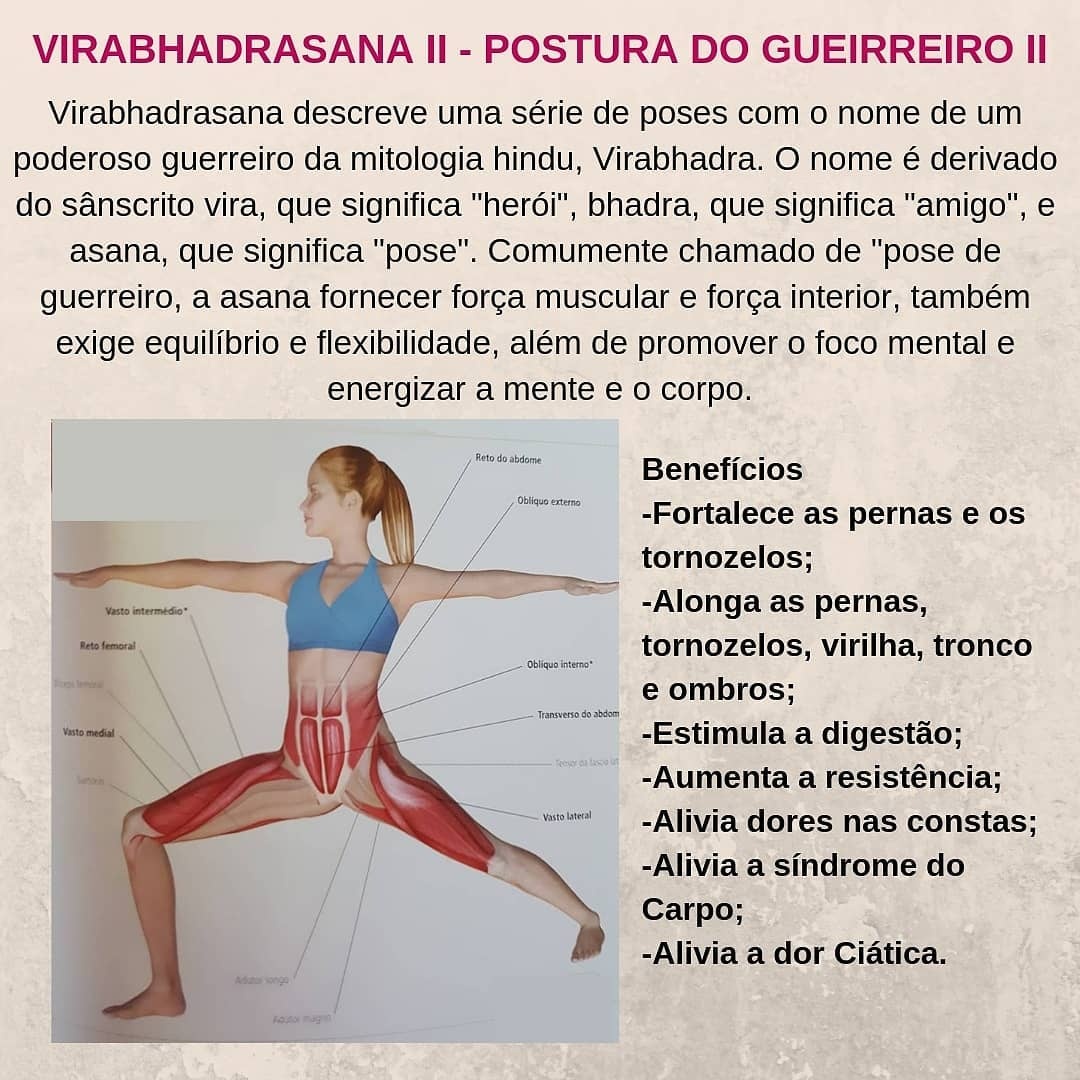 VIRABHADRASANA II - POSTURA DO GUEIRREIRO II
Virabhadrasana descreve uma série de poses com o nome de um
poderoso guerreiro da mitologia hindu, Virabhadra. O nome é derivado
do sânscrito vira, que significa "herói", bhadra, que significa "amigo", e
asana, que significa "pose". Comumente chamado de "pose de
guerreiro, a asana fornecer força muscular e força interior, também
exige equilíbrio e flexibilidade, além de promover o foco mental e
energizar a mente e o corpo.
Reto do abdome
Oblíquo externo
Vasto intermédio*
Reto femoral
Bíceps femoral
Vasto medial
Sartório
Oblíquo interno*
Transverso do abdom
Tensor da fáscia
Vasto lateral
Adutor longo
Adutor magno
Benefícios
-Fortalece as pernas e os
tornozelos;
-Alonga as pernas,
tornozelos, virilha, tronco
e ombros;
-Estimula a digestão;
-Aumenta a resistência;
-Alivia dores nas constas;
-Alivia a síndrome do
Carpo;
-Alivia a dor Ciática.